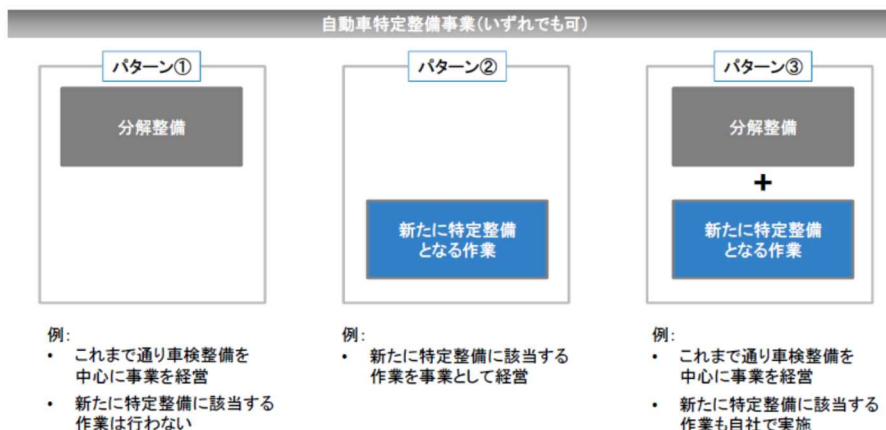 自動車特定整備事業(いずれでも可)
パターン①
分解整備
例:
• これまで通り車検整備を
中心に事業を経営
• 新たに特定整備に該当する
作業は行わない
パターン②
新たに特定整備
となる作業
例:
• 新たに特定整備に該当する
作業を事業として経営
パターン③
分解整備
+
新たに特定整備
となる作業
例:
• これまで通り車検整備を
中心に事業を経営
• 新たに特定整備に該当する
作業も自社で実施